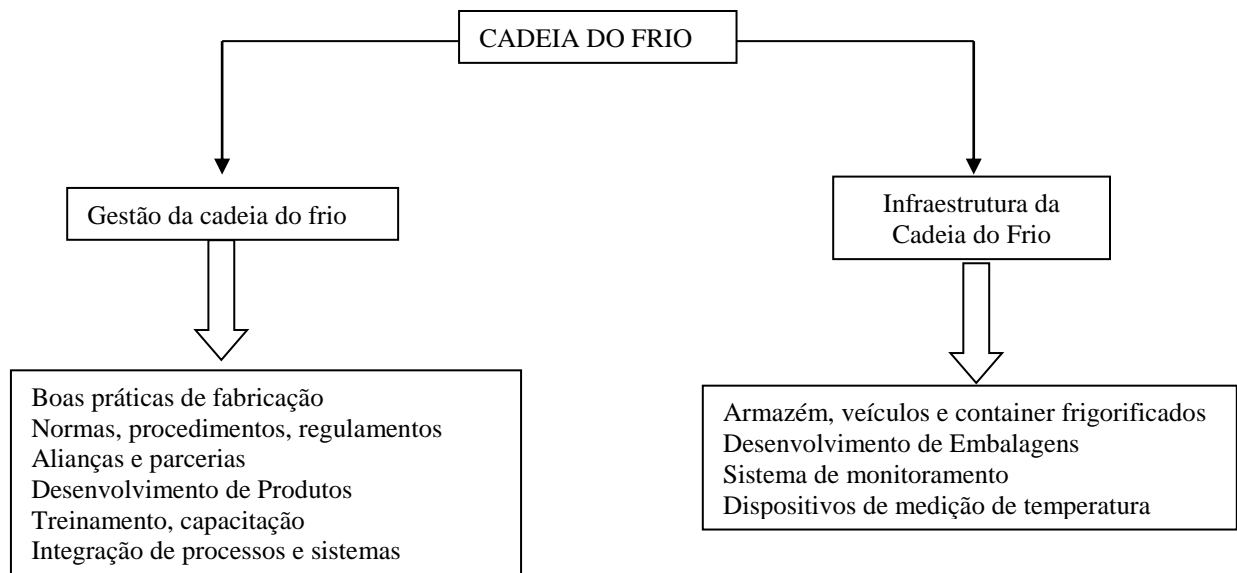 CADEIA DO FRIO
Gestão da cadeia do frio
Infraestrutura da
Cadeia do Frio
Boas práticas de fabricação
Normas, procedimentos, regulamentos
Alianças e parcerias
Desenvolvimento de Produtos
Treinamento, capacitação
Integração de processos e sistemas
Armazém, veículos e container frigorificados
Desenvolvimento de Embalagens
Sistema de monitoramento
Dispositivos de medição de temperatura